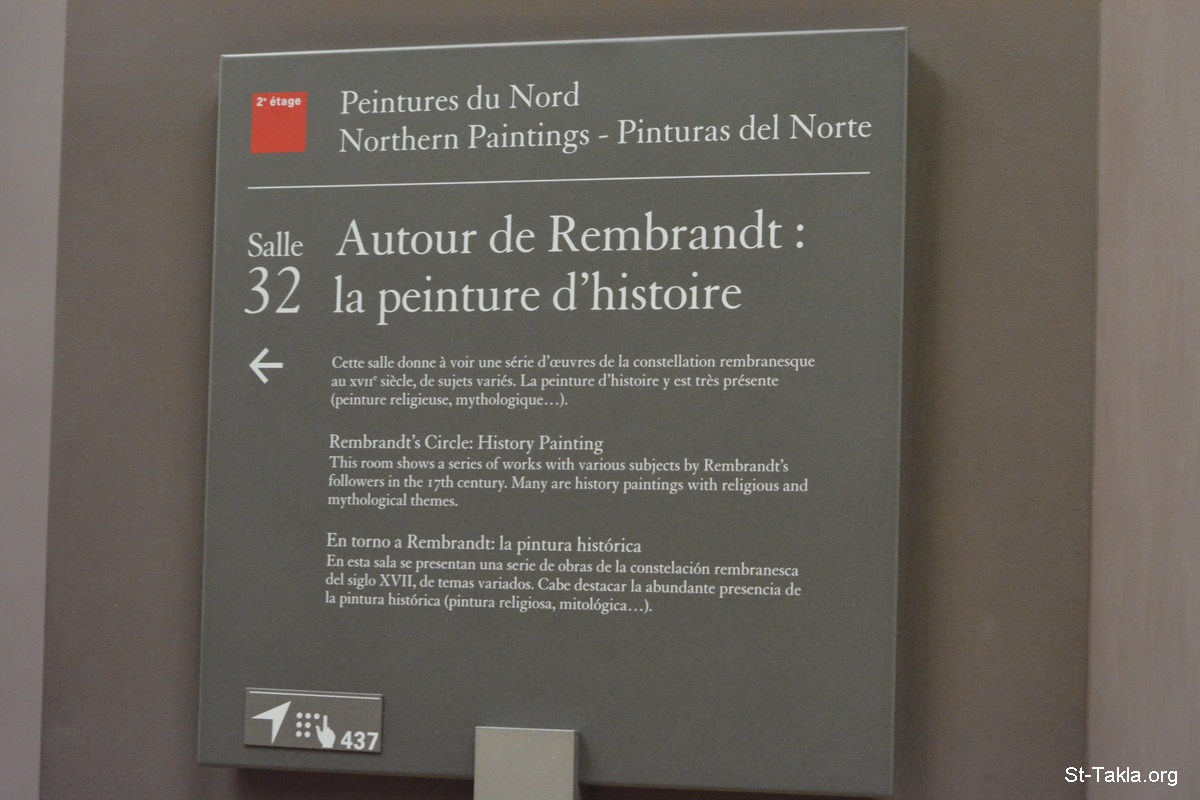 2e étage
Peintures du Nord
Northern Paintings - Pinturas del Norte
Salle
32
Autour de Rembrandt :
la peinture d'histoire
Cette salle donne à voir une série d'œuvres de la constellation rembranesque
au XVIIe siècle, de sujets variés. La peinture d'histoire y est très présente
(peinture religieuse, mythologique…).
Rembrandt's Circle: History Painting
This room shows a series of works with various subjects by Rembrandt's
followers in the 17th century. Many are history paintings with religious and
mythological themes.
En torno a Rembrandt: la pintura histórica
En esta sala se presentan una serie de obras de la constelación rembranesca
del siglo XVII, de temas variados. Cabe destacar la abundante presencia de
la pintura histórica (pintura religiosa, mitológica…).
437
St-Takla.org